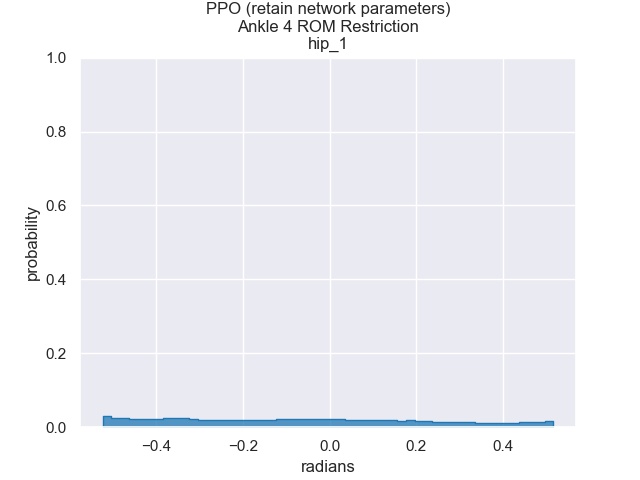 PPO (retain network parameters)
Ankle 4 ROM Restriction
hip_1
1.0
0.8
0.6
0.4
0.2
0.0
probability
−0.4 −0.2 0.0 0.2 0.4
radians